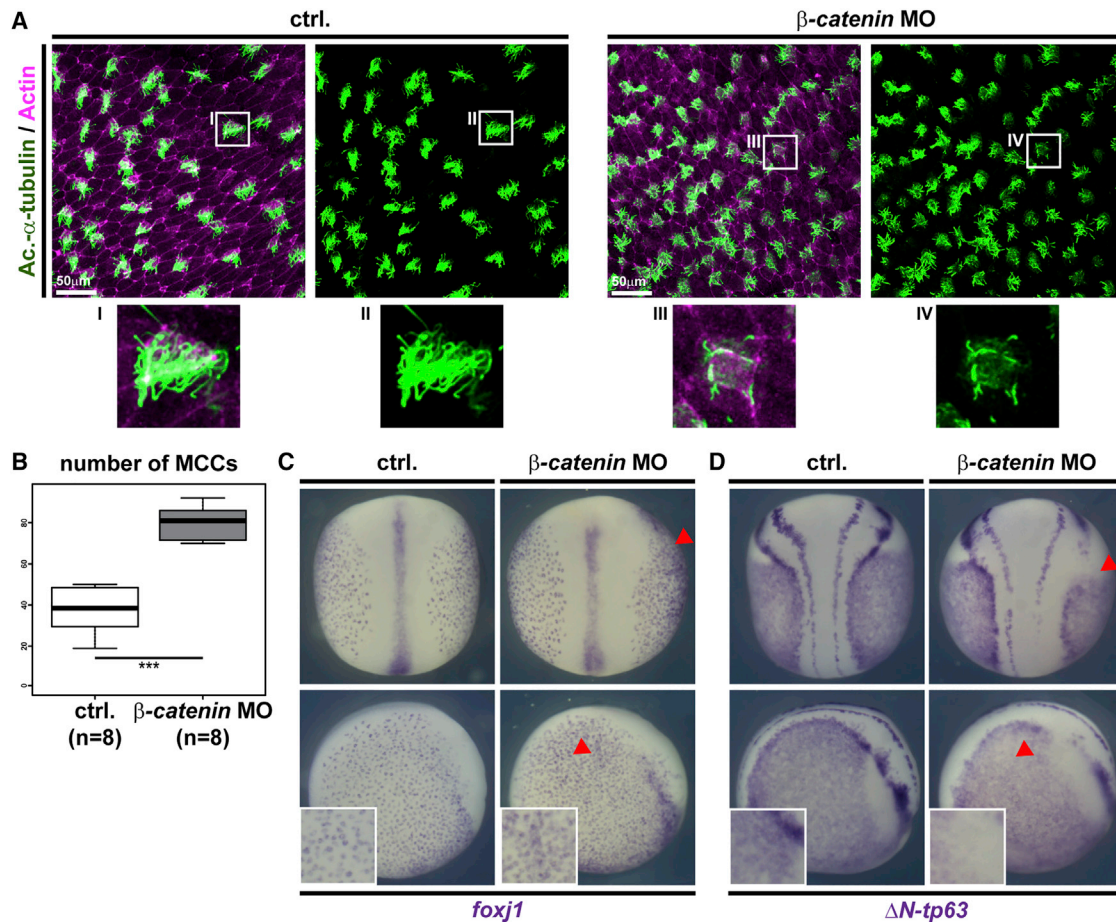 A
ctrl.
β-catenin MO
Ac.-α-tubulin / Actin
I
II
III
IV
50μm
50μm
I
II
III
IV
B
number of MCCs
80
60
40
20
0
***
ctrl.
(n=8)
β-catenin MO
(n=8)
C
ctrl.
β-catenin MO
foxj1
D
ctrl.
β-catenin MO
ΔN-tp63